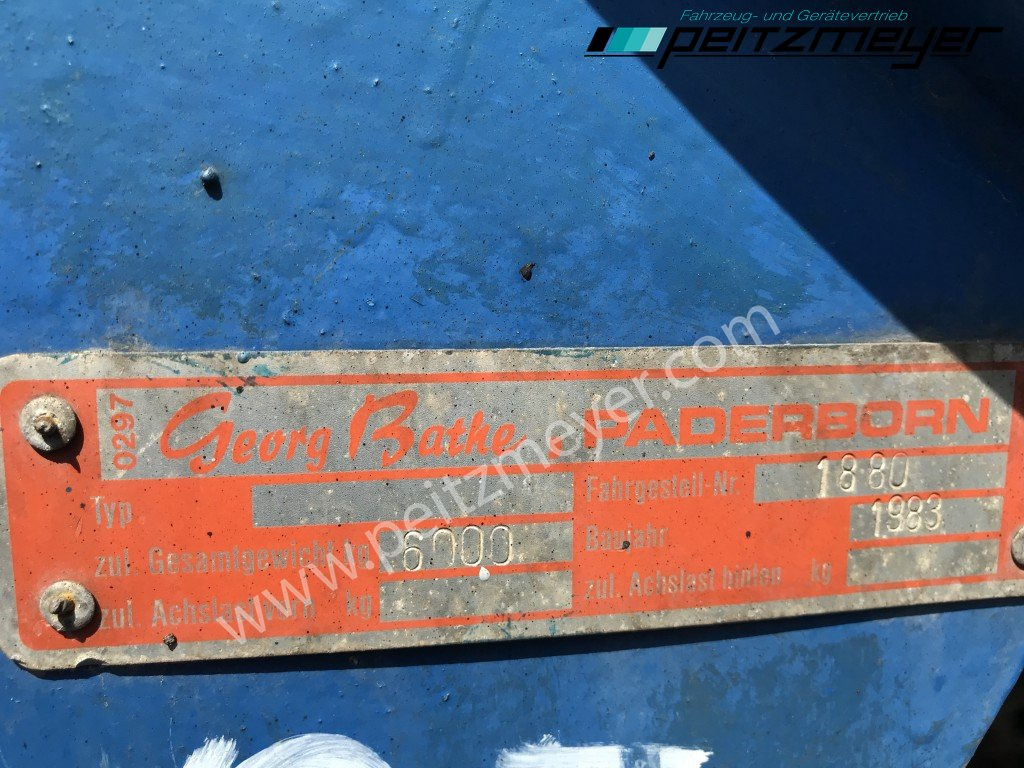 Fahrzeug- und Gerätevertrieb
peitzmeyer
0297
Georg Bathe PADERBORN
Typ
Fahrgestell-Nr. 1880
zul. Gesamtgewicht kg 6000
Baujahr 1983
zul. Achslast vorn kg
zul. Achslast hinten kg
www.peitzmeyer.com